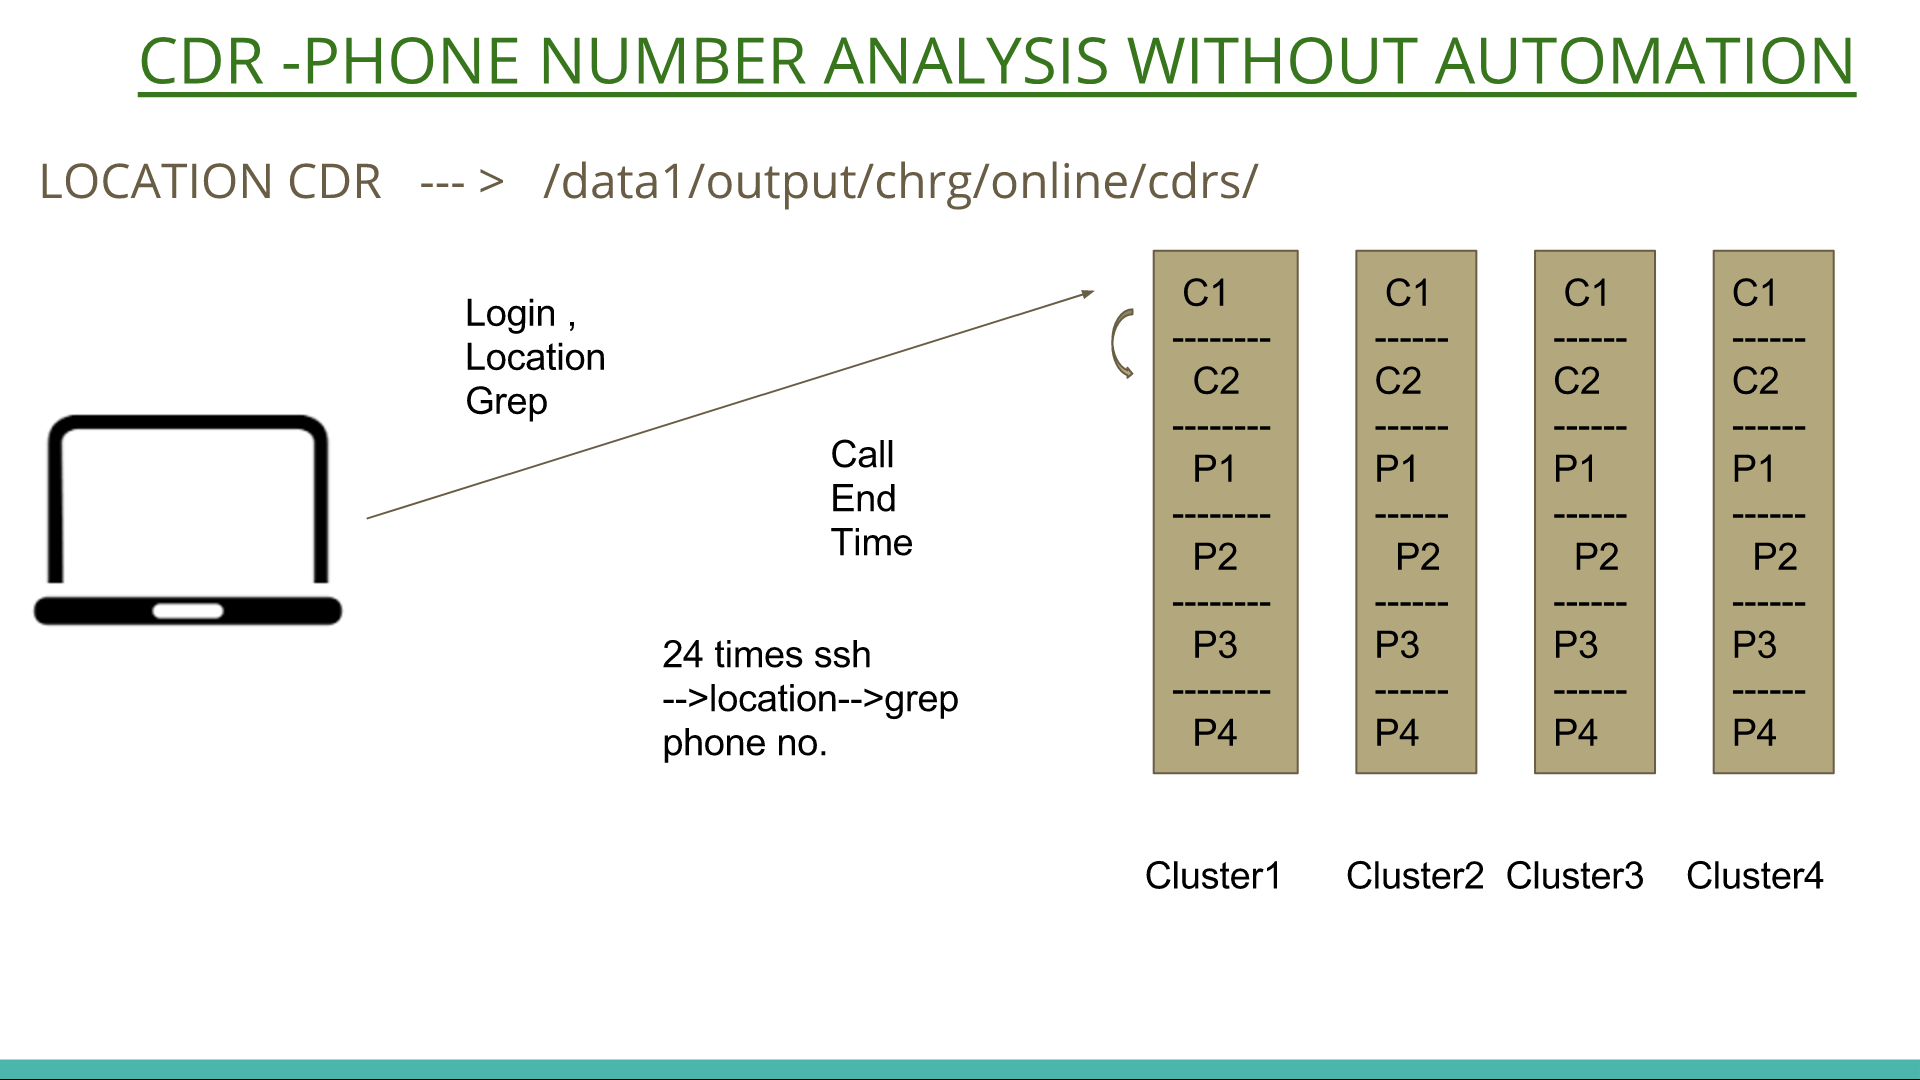 CDR -PHONE NUMBER ANALYSIS WITHOUT AUTOMATION
LOCATION CDR --- > /data1/output/chrg/online/cdrs/
Login ,
Location
Grep
Call
End
Time
24 times ssh
-->location-->grep
phone no.
C1
--------
C2
--------
P1
--------
P2
--------
P3
--------
P4
C1
------
C2
------
P1
------
P2
------
P3
------
P4
C1
------
C2
------
P1
------
P2
------
P3
------
P4
C1
------
C2
------
P1
------
P2
------
P3
------
P4
Cluster1 Cluster2 Cluster3 Cluster4